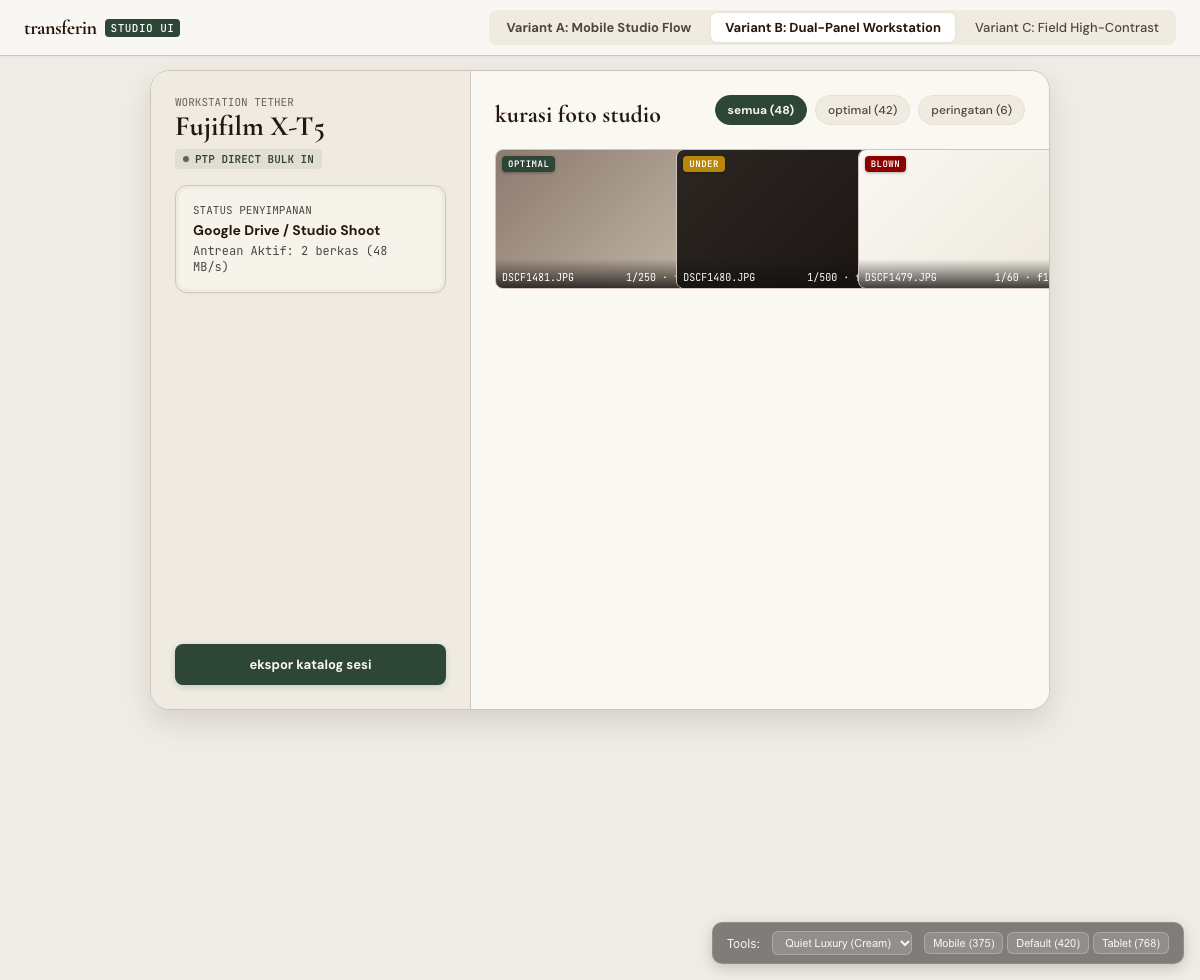 transferin STUDIO UI
Variant A: Mobile Studio Flow
Variant B: Dual-Panel Workstation
Variant C: Field High-Contrast
WORKSTATION TETHER
Fujifilm X-T5
PTP DIRECT BULK IN
STATUS PENYIMPANAN
Google Drive / Studio Shoot
Antrean Aktif: 2 berkas (48
MB/s)
ekspor katalog sesi
kurasi foto studio
semua (48)
optimal (42)
peringatan (6)
OPTIMAL
DSCF1481.JPG 1/250 ·
UNDER
DSCF1480.JPG 1/500 ·
BLOWN
DSCF1479.JPG 1/60 · f1
Tools:
Quiet Luxury (Cream)
Mobile (375)
Default (420)
Tablet (768)